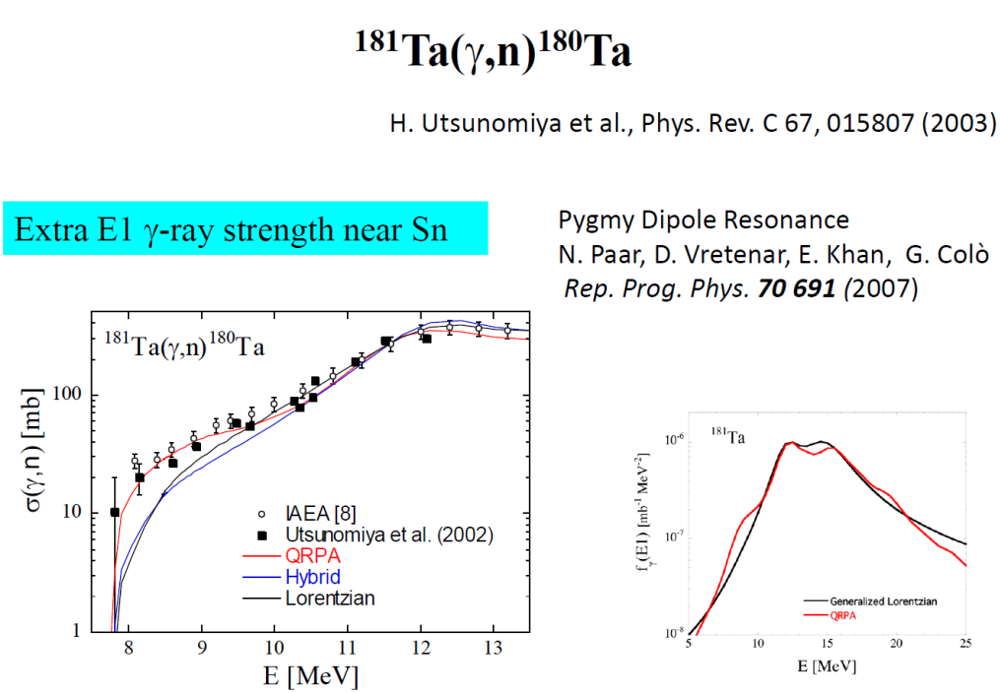 ¹⁸¹Ta(γ,n)¹⁸⁰Ta
H. Utsunomiya et al., Phys. Rev. C 67, 015807 (2003)
Extra E1 γ-ray strength near Sn
Pygmy Dipole Resonance
N. Paar, D. Vretenar, E. Khan, G. Colò
Rep. Prog. Phys. 70 691 (2007)
¹⁸¹Ta(γ,n)¹⁸⁰Ta
σ(γ,n) [mb]
100
10
1
IAEA [8]
Utsunomiya et al. (2002)
QRPA
Hybrid
Lorentzian
8 9 10 11 12 13
E [MeV]
¹⁸¹Ta
fγ(E1) [mb⁻¹ MeV⁻²]
10⁻⁶
10⁻⁷
10⁻⁸
Generalized Lorentzian
QRPA
5 10 15 20 25
E [MeV]